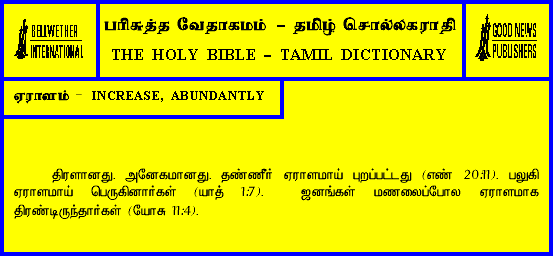 BELLWETHER
INTERNATIONAL
பரிசுத்த வேதாகமம் - தமிழ் சொல்லகராதி
THE HOLY BIBLE - TAMIL DICTIONARY
GOOD NEWS
PUBLISHERS
ஏராளம் - INCREASE, ABUNDANTLY
திரளானது. அனேகமானது. தண்ணீர் ஏராளமாய் புறப்பட்டது (எண் 20:11). பலுகி
ஏராளமாய் பெருகினார்கள் (யாத் 1:7). ஜனங்கள் மணலைப்போல ஏராளமாக
திரண்டிருந்தார்கள் (யோசு 11:4).